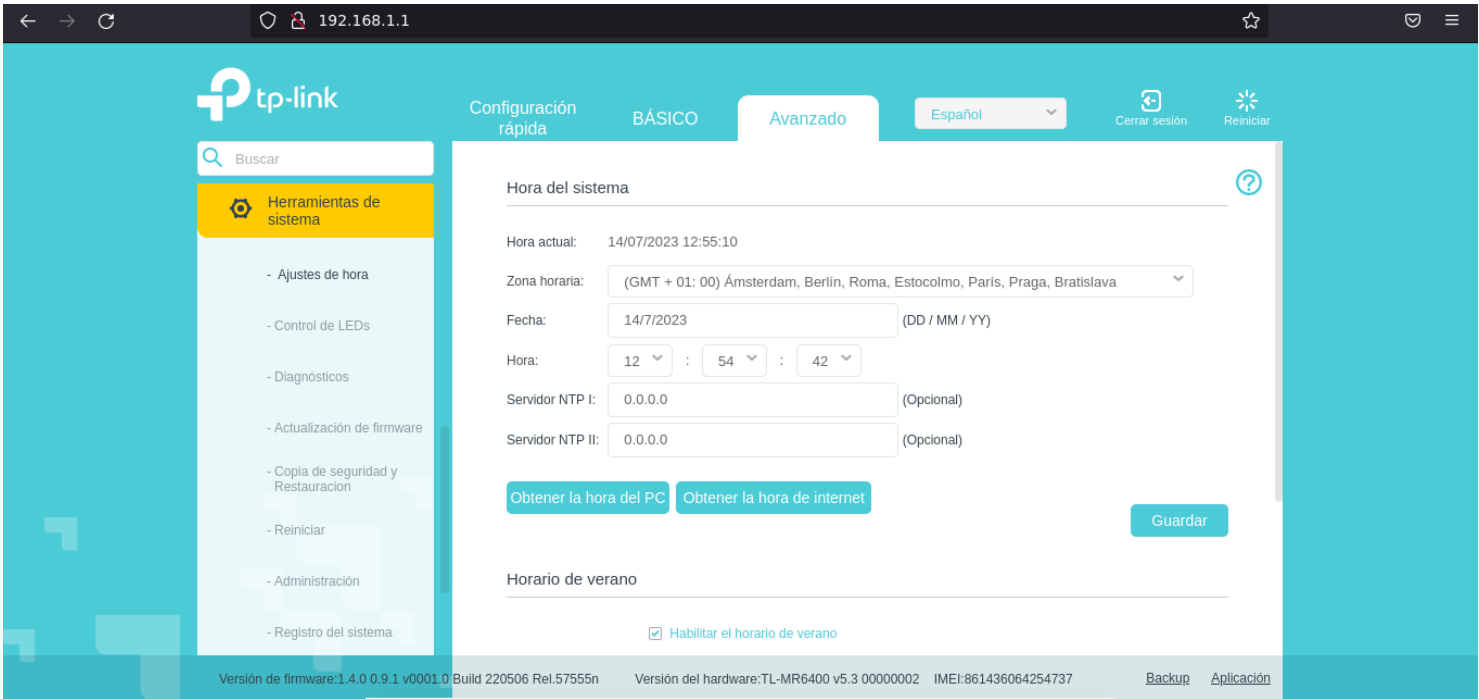 192.168.1.1
tp-link
Configuración
rápida
BÁSICO
Avanzado
Español
Cerrar sesión
Reiniciar
Buscar
Herramientas de
sistema
- Ajustes de hora
- Control de LEDs
- Diagnósticos
- Actualización de firmware
- Copia de seguridad y
Restauracion
- Reiniciar
- Administración
- Registro del sistema
Hora del sistema
?
Hora actual: 14/07/2023 12:55:10
Zona horaria: (GMT + 01: 00) Ámsterdam, Berlín, Roma, Estocolmo, París, Praga, Bratislava
Fecha: 14/7/2023 (DD / MM / YY)
Hora: 12 : 54 : 42
Servidor NTP I: 0.0.0.0 (Opcional)
Servidor NTP II: 0.0.0.0 (Opcional)
Obtener la hora del PC Obtener la hora de internet
Guardar
Horario de verano
Habilitar el horario de verano
Versión de firmware:1.4.0 0.9.1 v0001.0 Build 220506 Rel.57555n Versión del hardware:TL-MR6400 v5.3 00000002 IMEI:861436064254737 Backup Aplicación